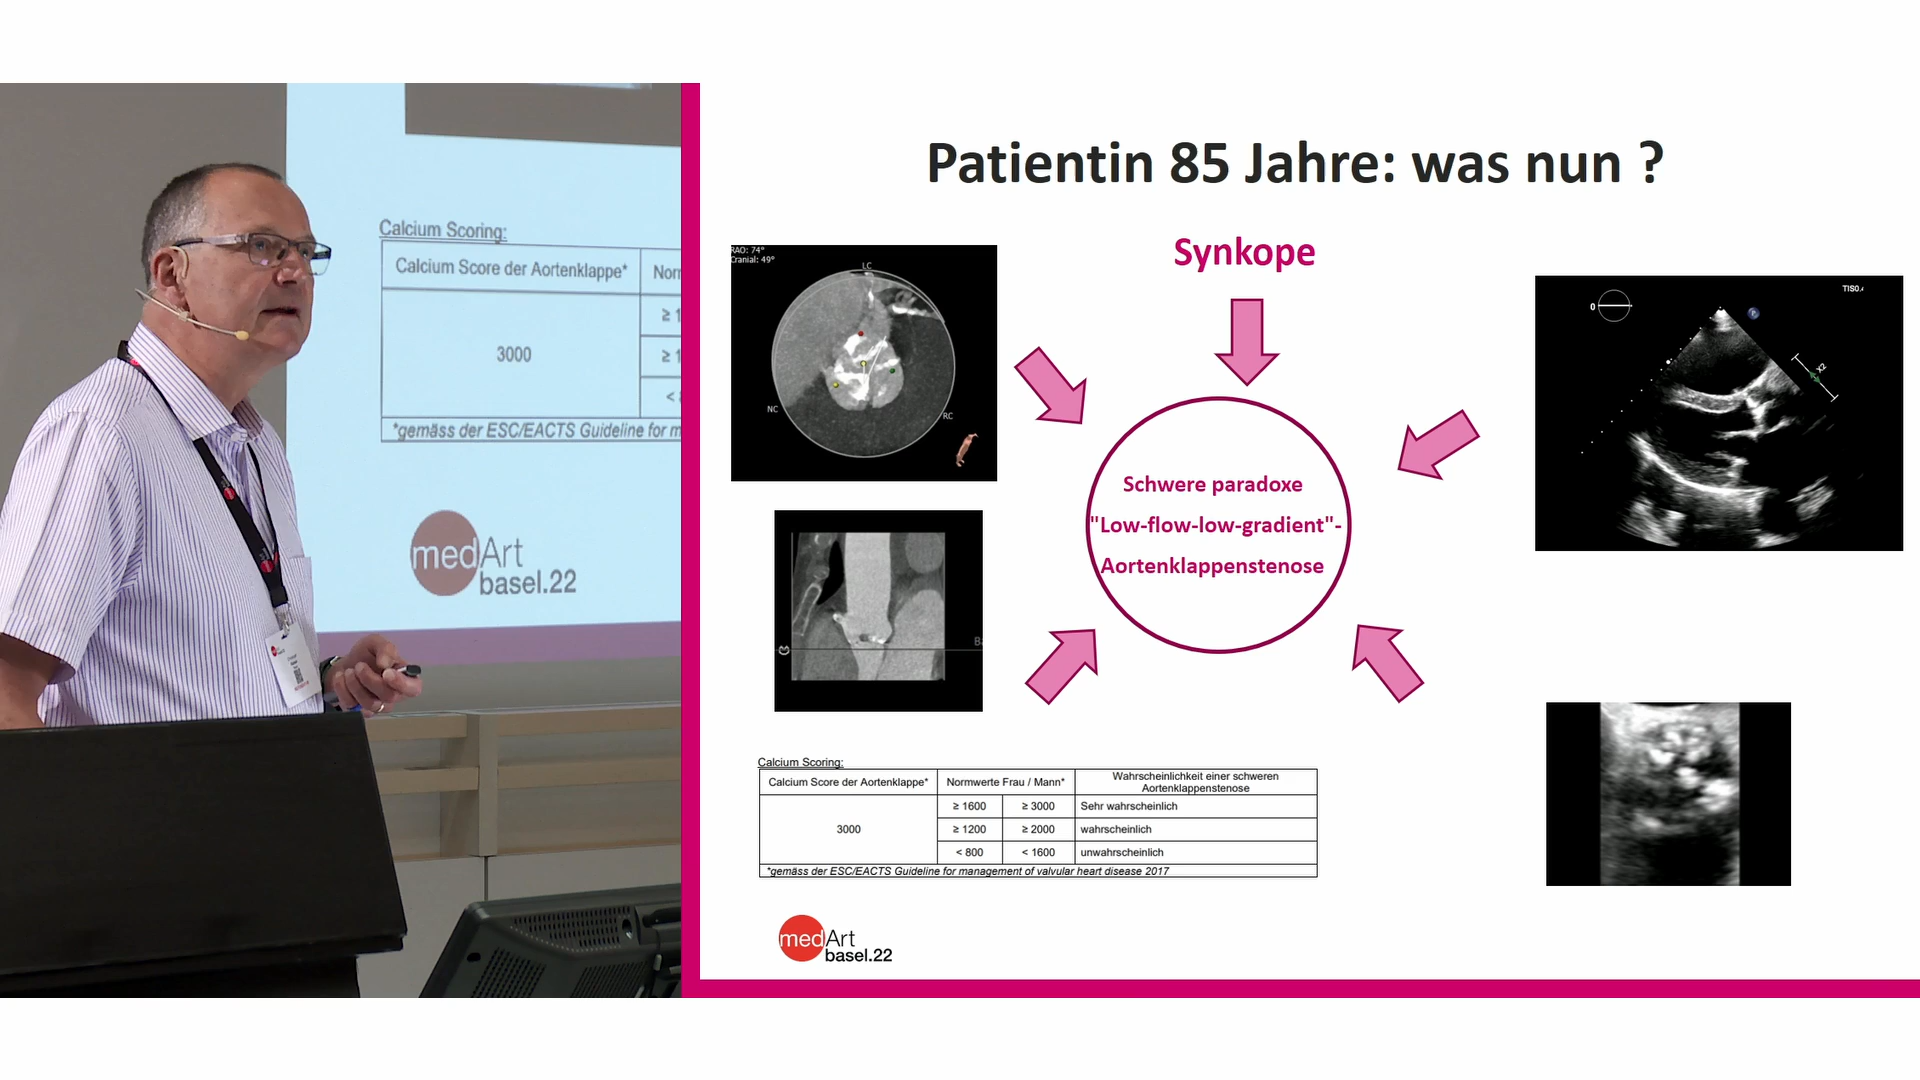 Calcium Scoring:
Calcium Score der Aortenklappe*
3000
≥ 1
≥ 1
*gemäss der ESC/EACTS Guideline for m
medArt
basel.22
Patientin 85 Jahre: was nun ?
Synkope
RAO: 74°
Cranial: 49°
LC
NC
RC
Schwere paradoxe
"Low-flow-low-gradient"-
Aortenklappenstenose
0
X2
Calcium Scoring:
Calcium Score der Aortenklappe* Normwerte Frau / Mann* Wahrscheinlichkeit einer schweren
Aortenklappenstenose
3000
≥ 1600 ≥ 3000 Sehr wahrscheinlich
≥ 1200 ≥ 2000 wahrscheinlich
< 800 < 1600 unwahrscheinlich
*gemäss der ESC/EACTS Guideline for management of valvular heart disease 2017
medArt
basel.22